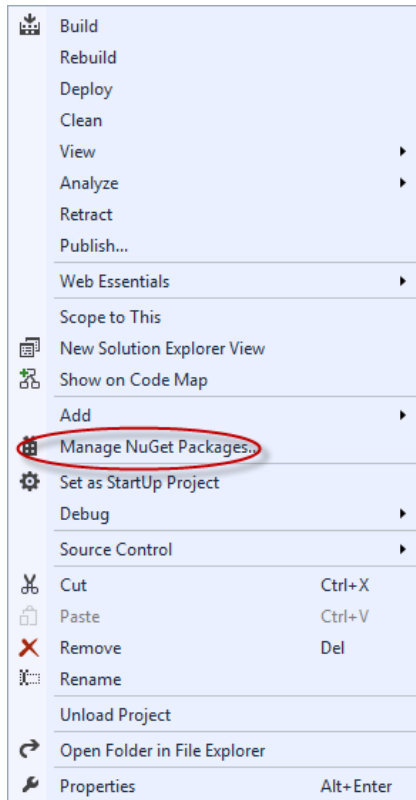 Build
Rebuild
Deploy
Clean
View
Analyze
Retract
Publish...
Web Essentials
Scope to This
New Solution Explorer View
Show on Code Map
Add
Manage NuGet Packages...
Set as StartUp Project
Debug
Source Control
Cut Ctrl+X
Paste Ctrl+V
Remove Del
Rename
Unload Project
Open Folder in File Explorer
Properties Alt+Enter